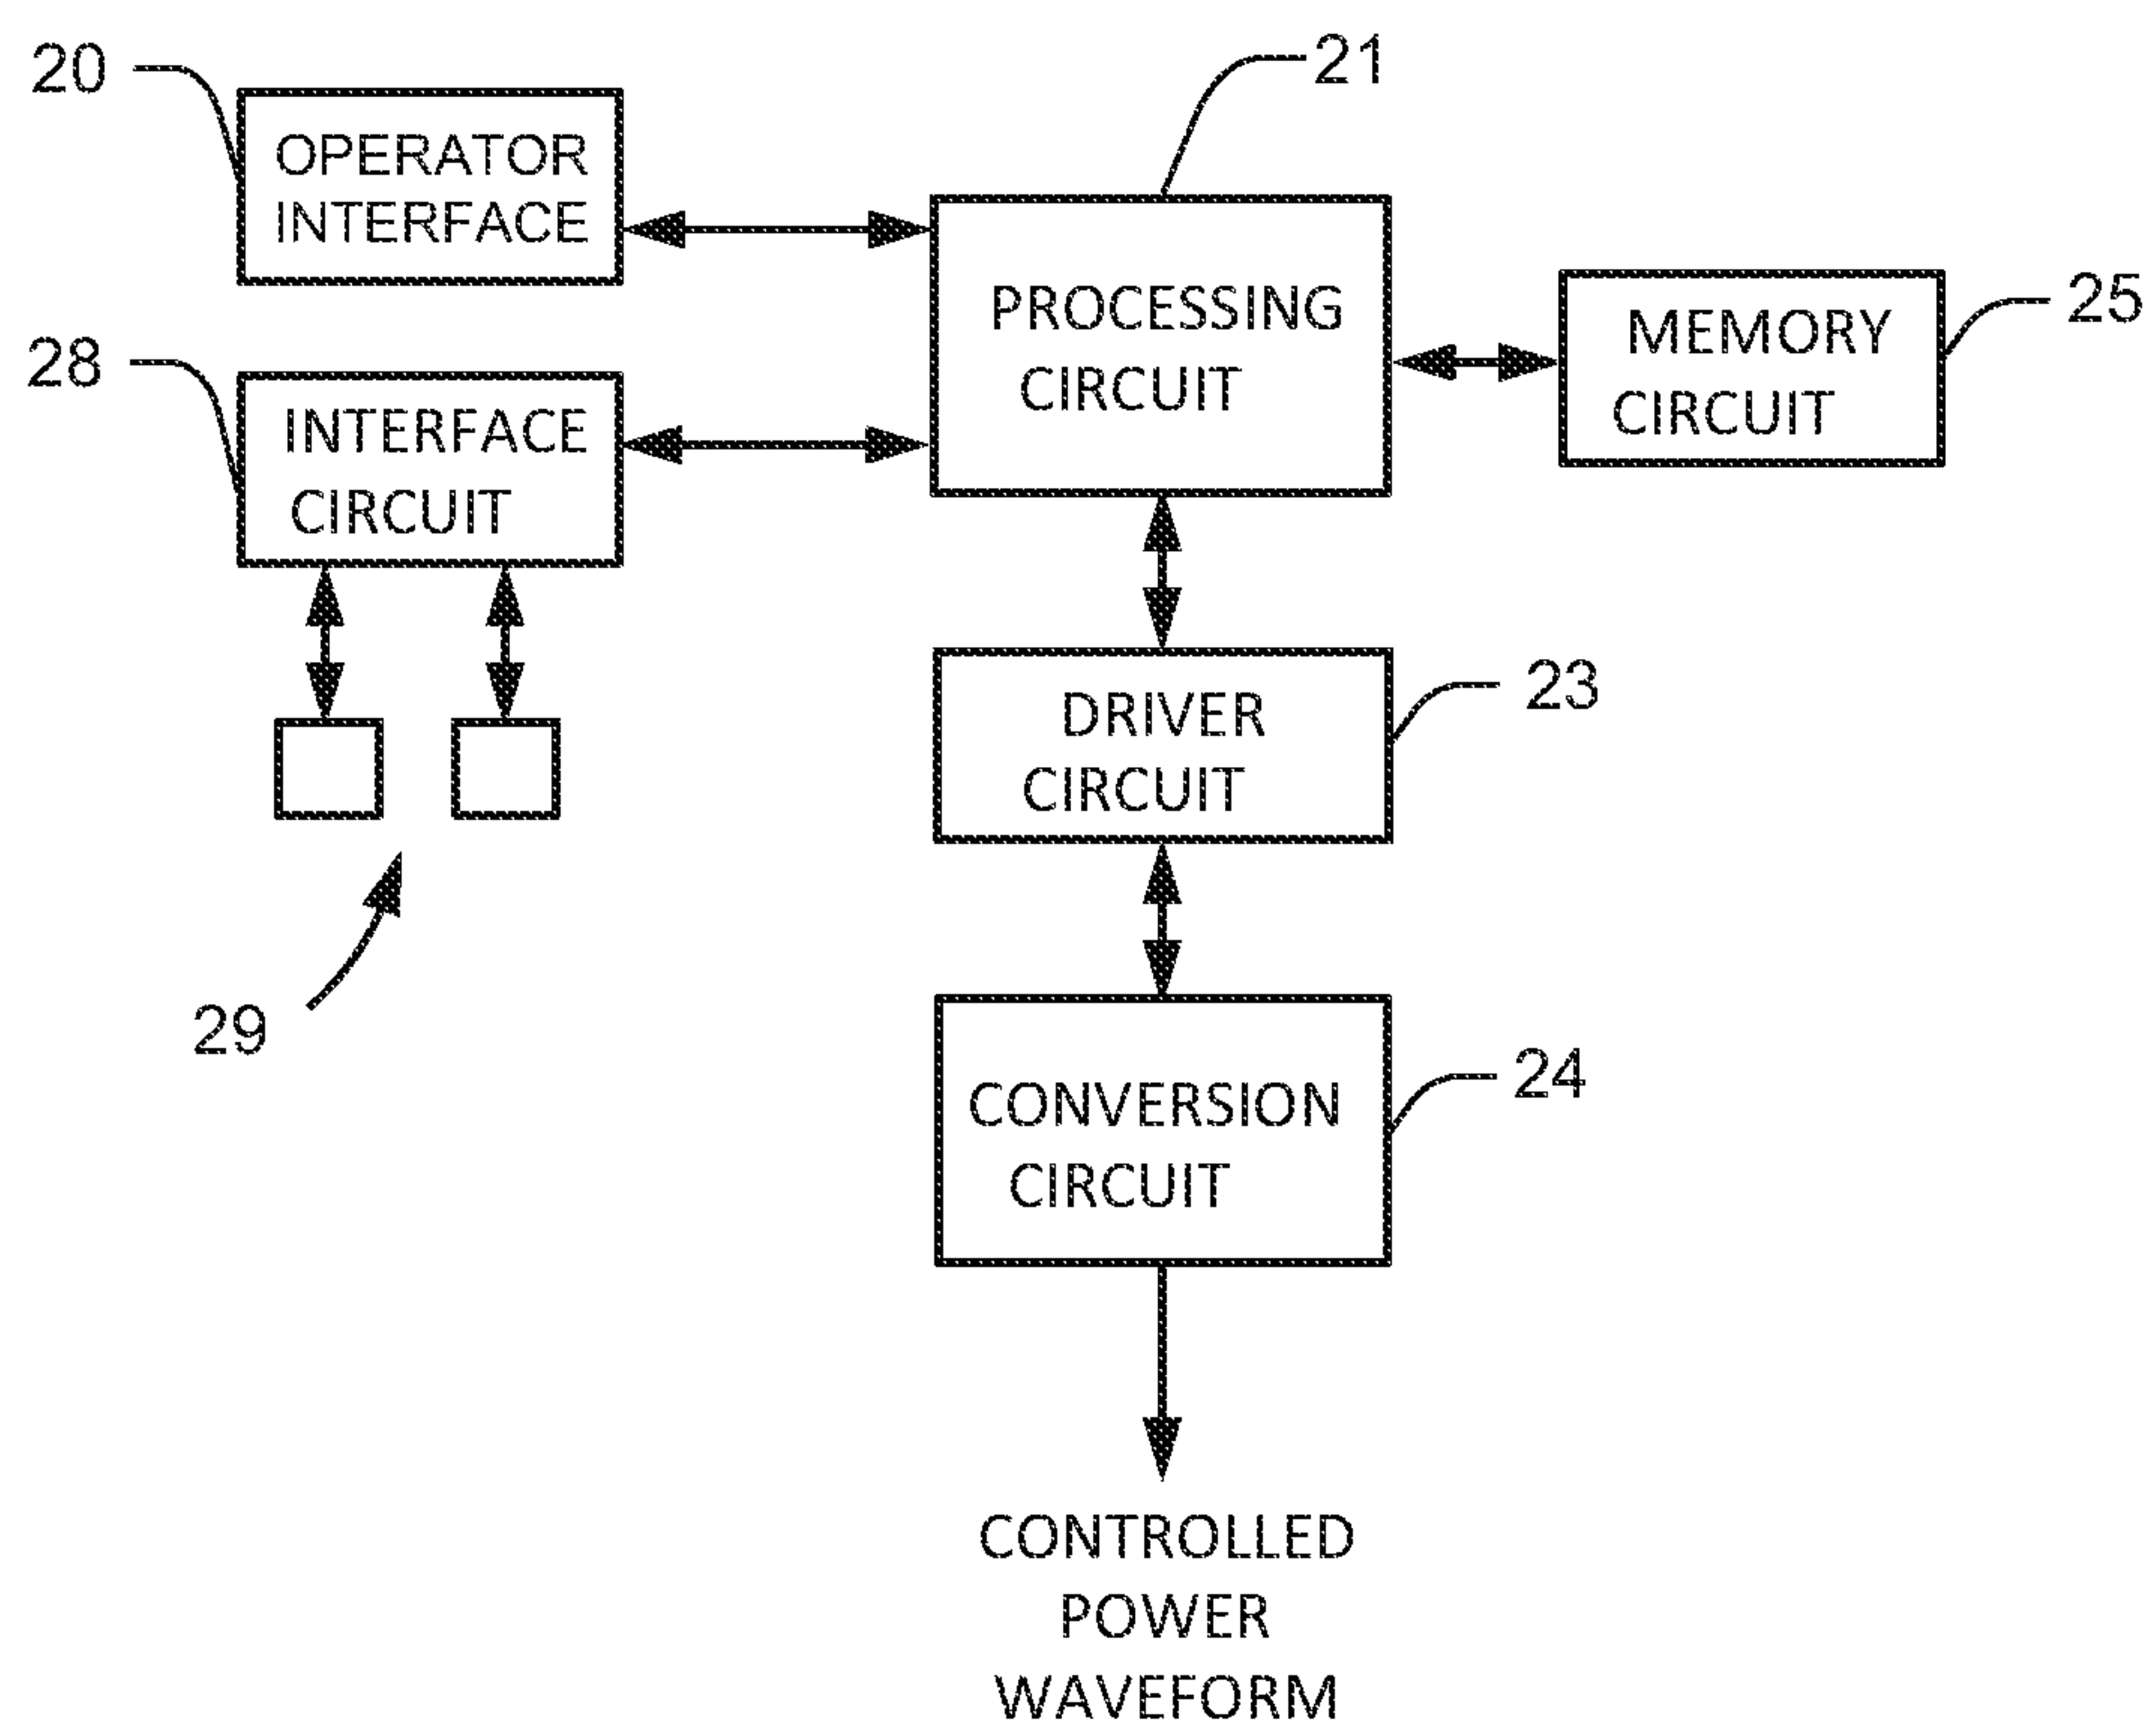 20
OPERATOR
INTERFACE
21
PROCESSING
CIRCUIT
25
MEMORY
CIRCUIT
28
INTERFACE
CIRCUIT
29
23
DRIVER
CIRCUIT
24
CONVERSION
CIRCUIT
CONTROLLED
POWER
WAVEFORM